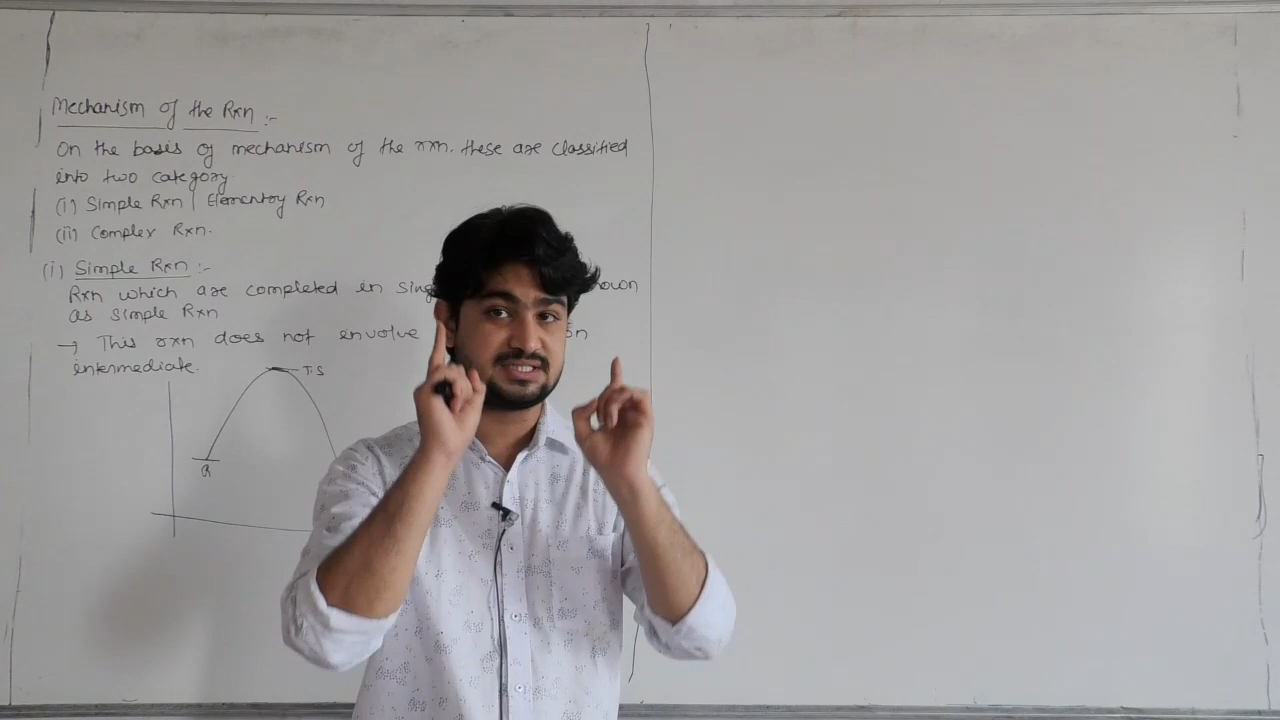 Mechanism of the Rxn :-
On the basis of mechanism of the rxn. these are classified
into two category
(i) Simple Rxn | Elementry Rxn
(ii) Complex Rxn.
(i) Simple Rxn :-
Rxn which are completed in
as simple Rxn
→ This rxn does not envolve
intermediate.
T.S
R